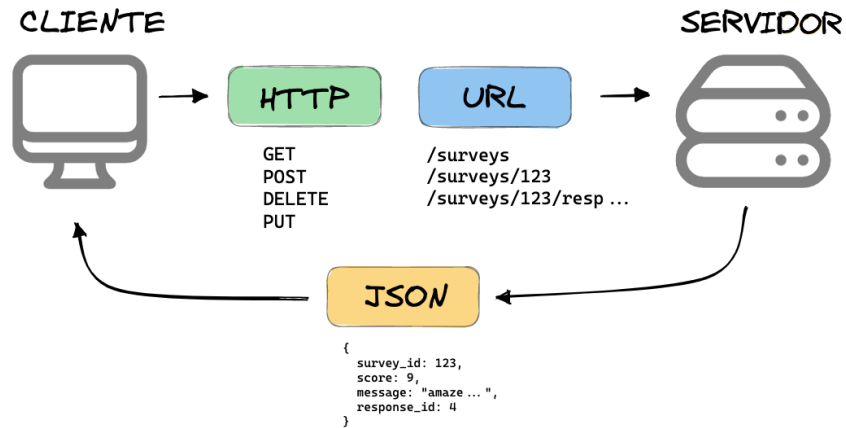 CLIENTE
SERVIDOR
HTTP
URL
GET
POST
DELETE
PUT
/surveys
/surveys/123
/surveys/123/resp...
JSON
{
survey_id: 123,
score: 9,
message: "amaze...",
response_id: 4
}